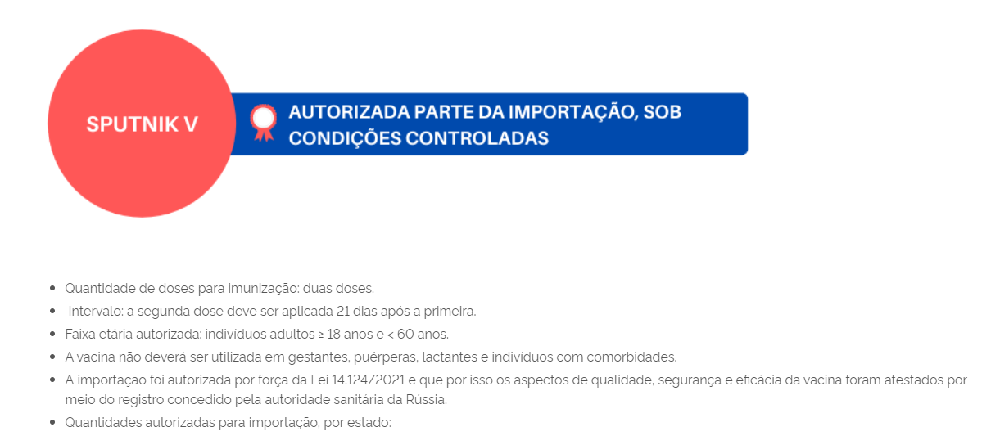 SPUTNIK V
AUTORIZADA PARTE DA IMPORTAÇÃO, SOB
CONDIÇÕES CONTROLADAS
• Quantidade de doses para imunização: duas doses.
• Intervalo: a segunda dose deve ser aplicada 21 dias após a primeira.
• Faixa etária autorizada: indivíduos adultos ≥ 18 anos e < 60 anos.
• A vacina não deverá ser utilizada em gestantes, puérperas, lactantes e indivíduos com comorbidades.
• A importação foi autorizada por força da Lei 14.124/2021 e que por isso os aspectos de qualidade, segurança e eficácia da vacina foram atestados por
meio do registro concedido pela autoridade sanitária da Rússia.
• Quantidades autorizadas para importação, por estado: